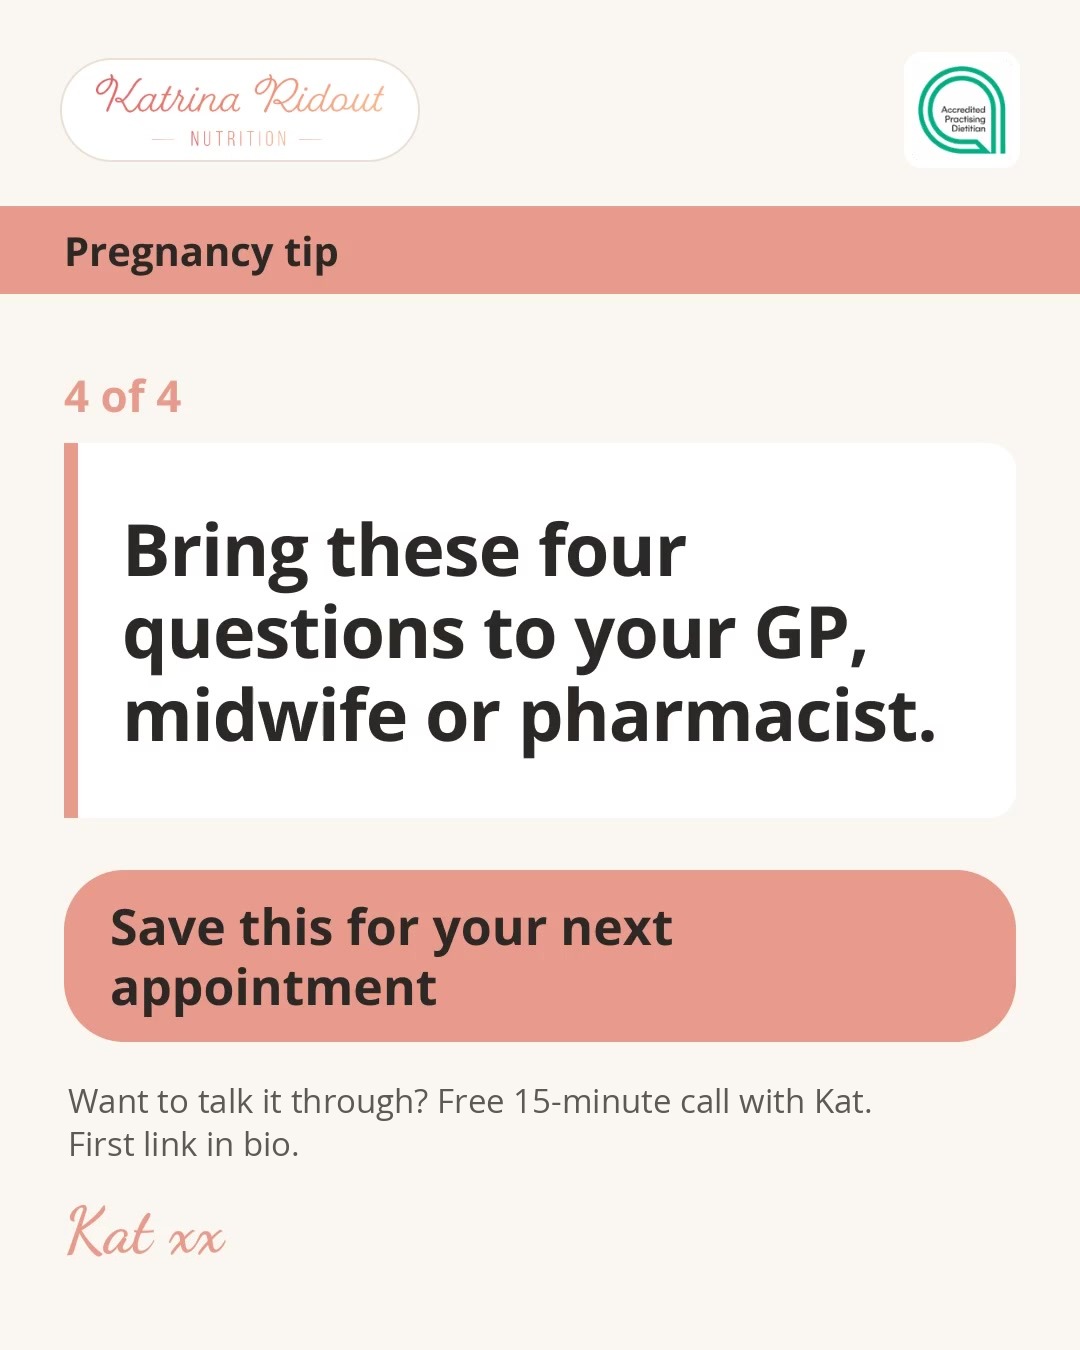 Katrina Ridout
NUTRITION
Accredited
Practising
Dietitian
Pregnancy tip
4 of 4
Bring these four
questions to your GP,
midwife or pharmacist.
Save this for your next
appointment
Want to talk it through? Free 15-minute call with Kat.
First link in bio.
Kat xx